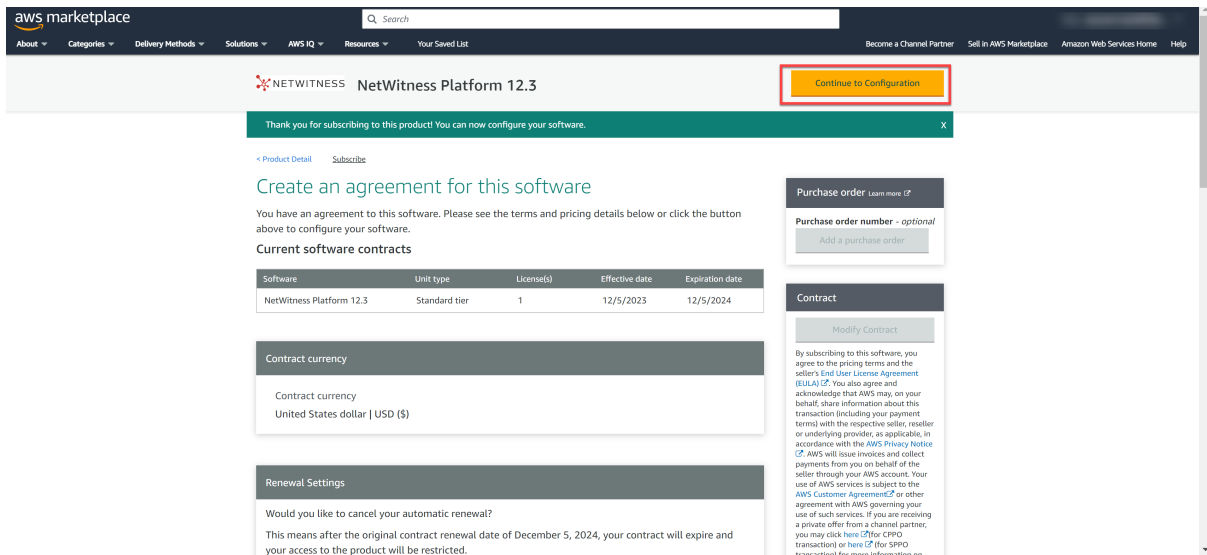 aws marketplace
Search
About
Categories
Delivery Methods
Solutions
AWS IQ
Resources
Your Saved List
Become a Channel Partner
Sell in AWS Marketplace
Amazon Web Services Home
Help
NETWITNESS NetWitness Platform 12.3
Continue to Configuration
Thank you for subscribing to this product! You can now configure your software.
X
< Product Detail Subscribe
Create an agreement for this software
You have an agreement to this software. Please see the terms and pricing details below or click the button
above to configure your software.
Current software contracts
Software Unit type License(s) Effective date Expiration date
NetWitness Platform 12.3 Standard tier 1 12/5/2023 12/5/2024
Contract currency
Contract currency
United States dollar | USD ($)
Renewal Settings
Would you like to cancel your automatic renewal?
This means after the original contract renewal date of December 5, 2024, your contract will expire and
your access to the product will be restricted.
Purchase order Learn more
Purchase order number - optional
Add a purchase order
Contract
Modify Contract
By subscribing to this software, you
agree to the pricing terms and the
seller's End User License Agreement
(EULA). You also agree and
acknowledge that AWS may, on your
behalf, share information about this
transaction (including your payment
terms) with the respective seller, reseller
or underlying provider, as applicable, in
accordance with the AWS Privacy Notice
. AWS will issue invoices and collect
payments from you on behalf of the
seller through your AWS account. Your
use of AWS services is subject to the
AWS Customer Agreement or other
agreement with AWS governing your
use of such services. If you are receiving
a private offer from a channel partner,
you may click here (for CPPO
transaction) or here (for SPPO
transaction) for more information on